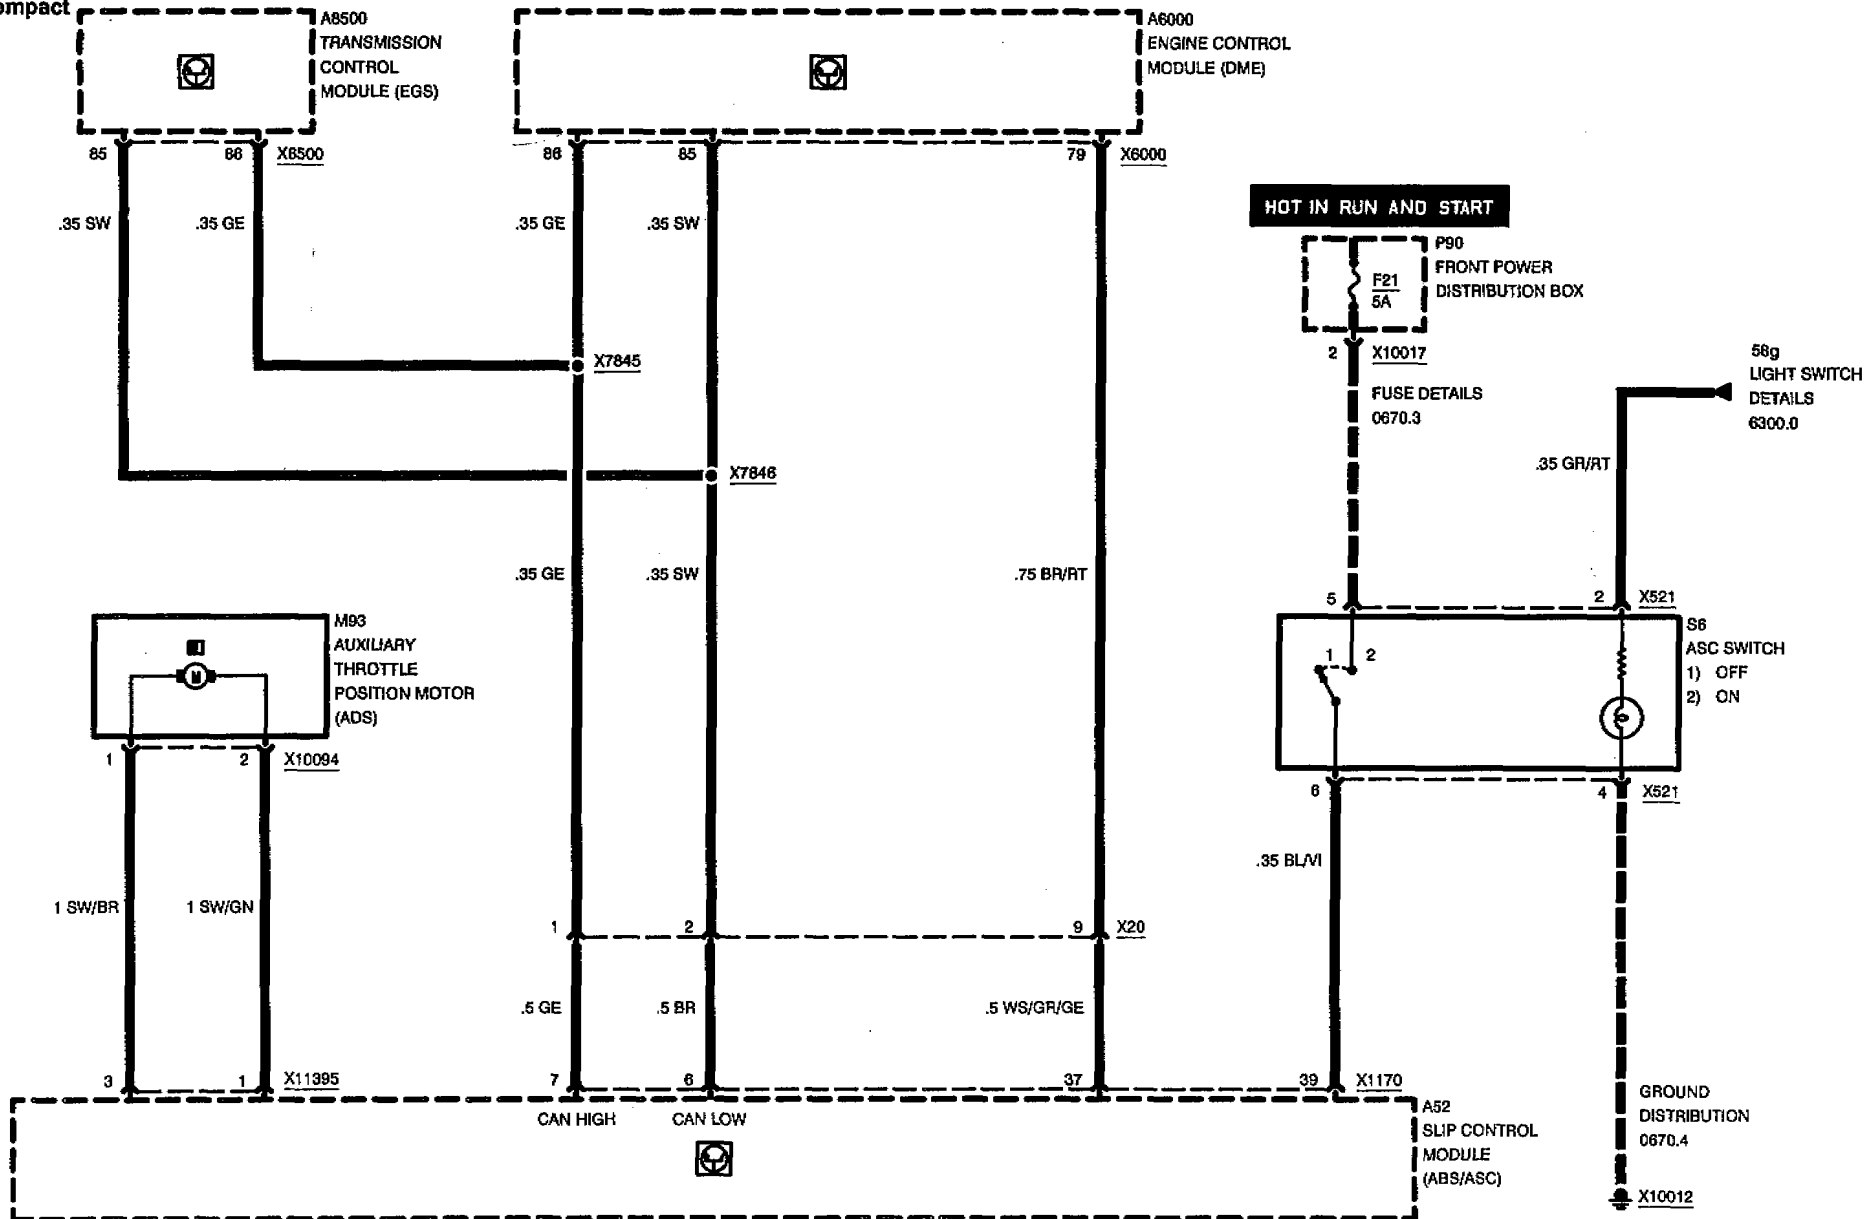 ompact
A8500
TRANSMISSION
CONTROL
MODULE (EGS)
A6000
ENGINE CONTROL
MODULE (DME)
85
86
X8500
86
85
79
X6000
.35 SW
.35 GE
.35 GE
.35 SW
HOT IN RUN AND START
P90
FRONT POWER
DISTRIBUTION BOX
F21
5A
2
X10017
FUSE DETAILS
0670.3
58g
LIGHT SWITCH
DETAILS
6300.0
X7845
X7846
.35 GR/RT
.35 GE
.35 SW
.75 BR/RT
5
2
X521
M93
AUXILIARY
THROTTLE
POSITION MOTOR
(ADS)
M
S6
ASC SWITCH
1) OFF
2) ON
1
2
1
2
X10094
6
4
X521
.35 BL/VI
1 SW/BR
1 SW/GN
1
2
9
X20
.5 GE
.5 BR
.5 WS/GR/GE
3
1
X11395
7
6
37
39
X1170
CAN HIGH
CAN LOW
A52
SLIP CONTROL
MODULE
(ABS/ASC)
GROUND
DISTRIBUTION
0670.4
X10012